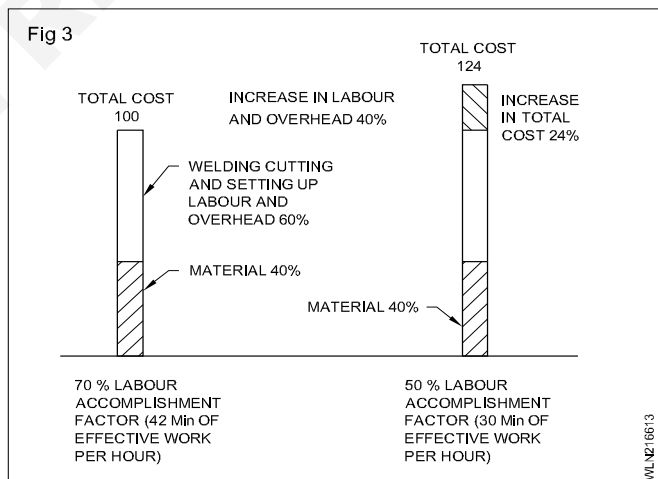 Fig 3
TOTAL COST
100
INCREASE IN LABOUR
AND OVERHEAD 40%
WELDING CUTTING
AND SETTING UP
LABOUR AND
OVERHEAD 60%
MATERIAL 40%
70 % LABOUR
ACCOMPLISHMENT
FACTOR (42 Min OF
EFFECTIVE WORK
PER HOUR)
TOTAL COST
124
INCREASE
IN TOTAL
COST 24%
MATERIAL 40%
50 % LABOUR
ACCOMPLISHMENT
FACTOR (30 Min OF
EFFECTIVE WORK
PER HOUR)
WLN216613